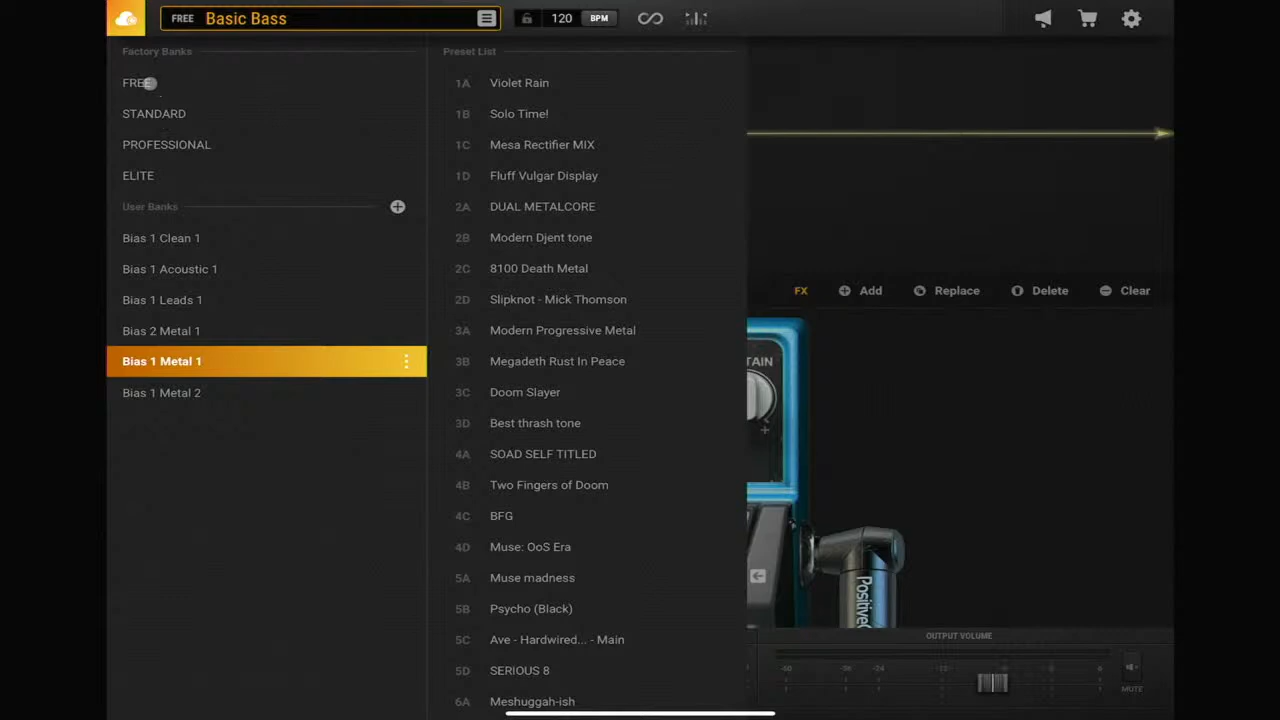 FREE Basic Bass 120 BPM
Factory Banks
FREE
STANDARD
PROFESSIONAL
ELITE
User Banks
Bias 1 Clean 1
Bias 1 Acoustic 1
Bias 1 Leads 1
Bias 2 Metal 1
Bias 1 Metal 1
Bias 1 Metal 2
Preset List
1A Violet Rain
1B Solo Time!
1C Mesa Rectifier MIX
1D Fluff Vulgar Display
2A DUAL METALCORE
2B Modern Djent tone
2C 8100 Death Metal
2D Slipknot - Mick Thomson
3A Modern Progressive Metal
3B Megadeth Rust In Peace
3C Doom Slayer
3D Best thrash tone
4A SOAD SELF TITLED
4B Two Fingers of Doom
4C BFG
4D Muse: OoS Era
5A Muse madness
5B Psycho (Black)
5C Ave - Hardwired... - Main
5D SERIOUS 8
6A Meshuggah-ish
FX Add Replace Delete Clear
TAIN
Positive
OUTPUT VOLUME
MUTE